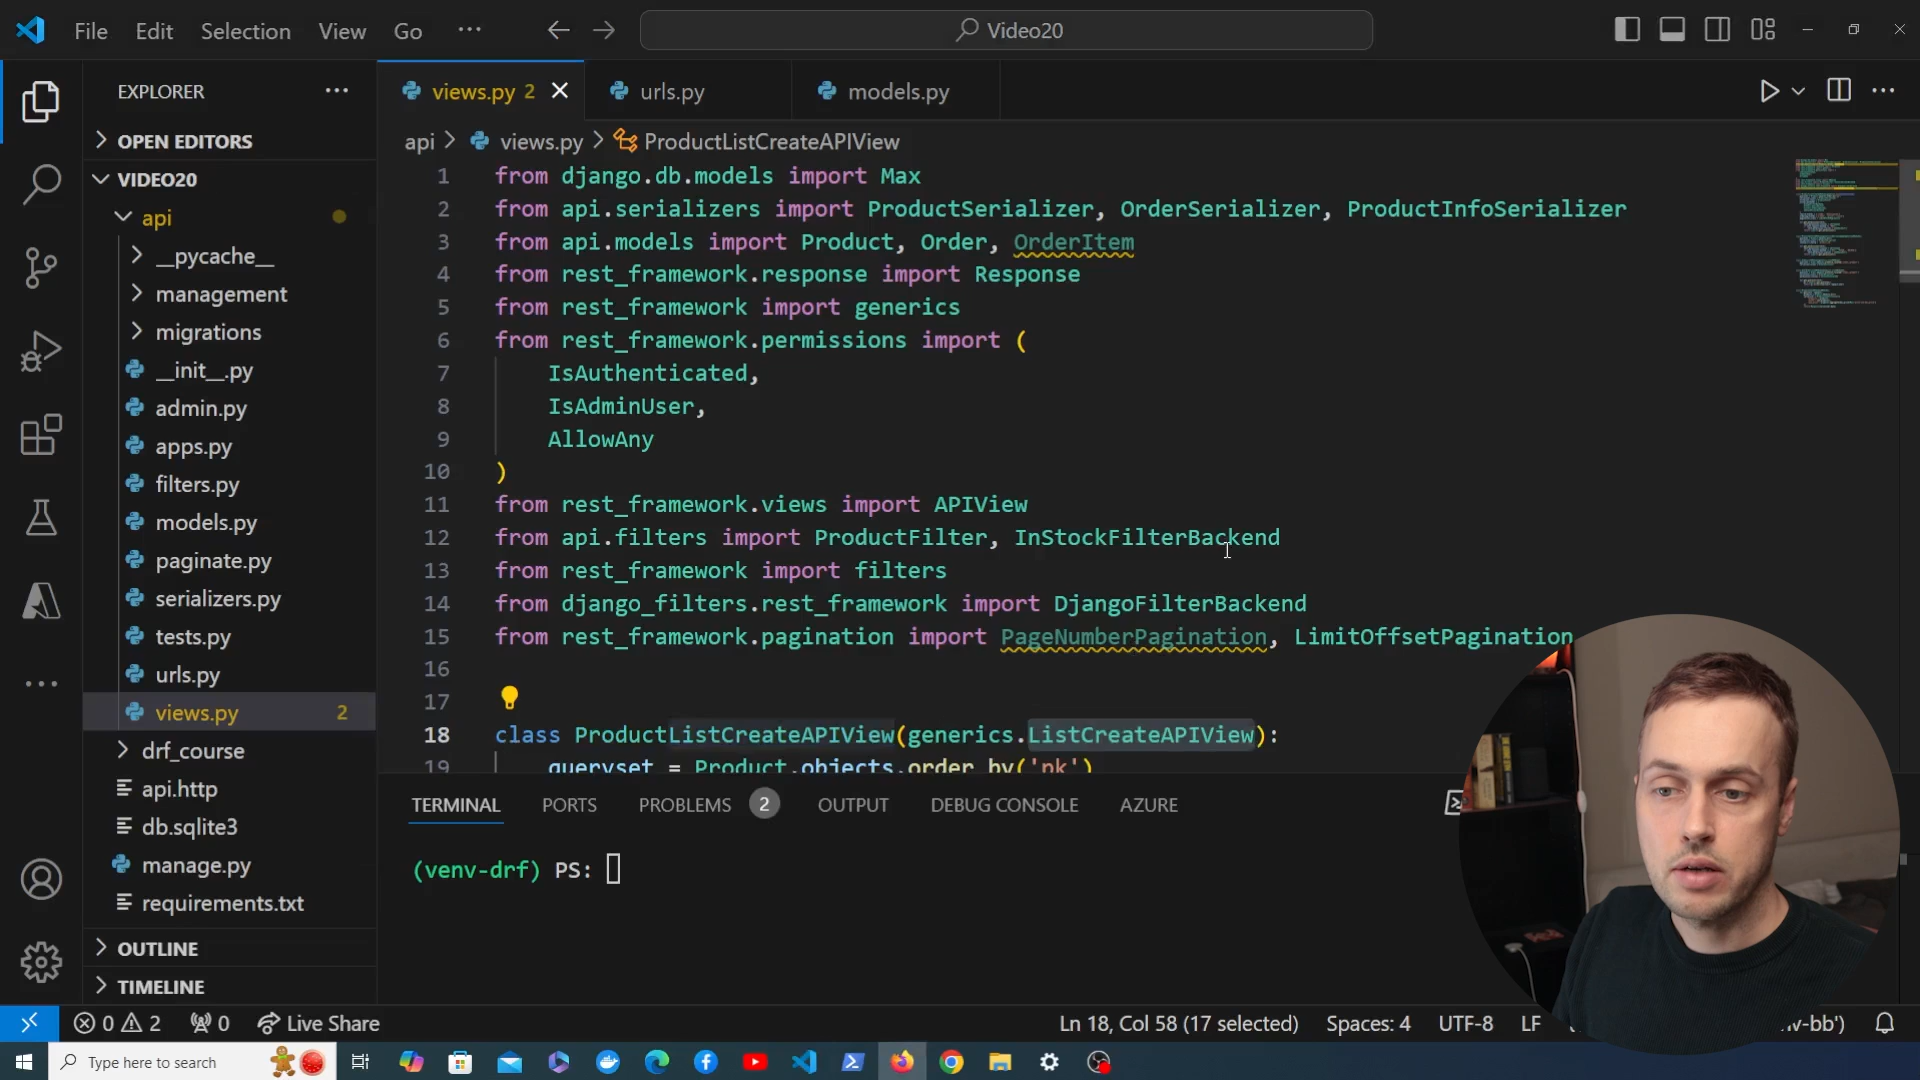 File Edit Selection View Go ··· Video20
EXPLORER ···
OPEN EDITORS
VIDEO20
api
__pycache__
management
migrations
__init__.py
admin.py
apps.py
filters.py
models.py
paginate.py
serializers.py
tests.py
urls.py
views.py 2
drf_course
api.http
db.sqlite3
manage.py
requirements.txt
OUTLINE
TIMELINE
views.py 2 urls.py models.py
api > views.py > ProductListCreateAPIView
1 from django.db.models import Max
2 from api.serializers import ProductSerializer, OrderSerializer, ProductInfoSerializer
3 from api.models import Product, Order, OrderItem
4 from rest_framework.response import Response
5 from rest_framework import generics
6 from rest_framework.permissions import (
7 IsAuthenticated,
8 IsAdminUser,
9 AllowAny
10 )
11 from rest_framework.views import APIView
12 from api.filters import ProductFilter, InStockFilterBackend
13 from rest_framework import filters
14 from django_filters.rest_framework import DjangoFilterBackend
15 from rest_framework.pagination import PageNumberPagination, LimitOffsetPagination
16
17
18 class ProductListCreateAPIView(generics.ListCreateAPIView):
19 queryset = Product.objects.order_by('pk')
TERMINAL PORTS PROBLEMS 2 OUTPUT DEBUG CONSOLE AZURE
(venv-drf) PS:
0 2 0 Live Share Ln 18, Col 58 (17 selected) Spaces: 4 UTF-8 LF v-bb')
Type here to search